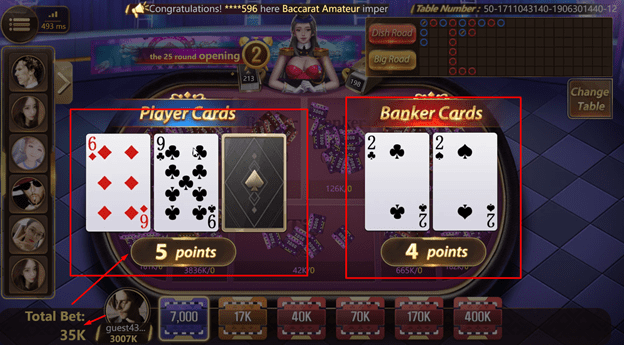 Congratulations! ****596 here Baccarat Amateur imper
Table Number: 50-1711043140-1906301440-12
493 ms
the 25 round opening 2
213
198
Dish Road
Big Road
Change
Table
Player Cards
Banker Cards
6
9
2
2
126K/0
5 points
4 points
3836K/0
42K/0
665K/0
Total Bet:
35K
guest43...
3007K
7,000
17K
40K
70K
170K
400K